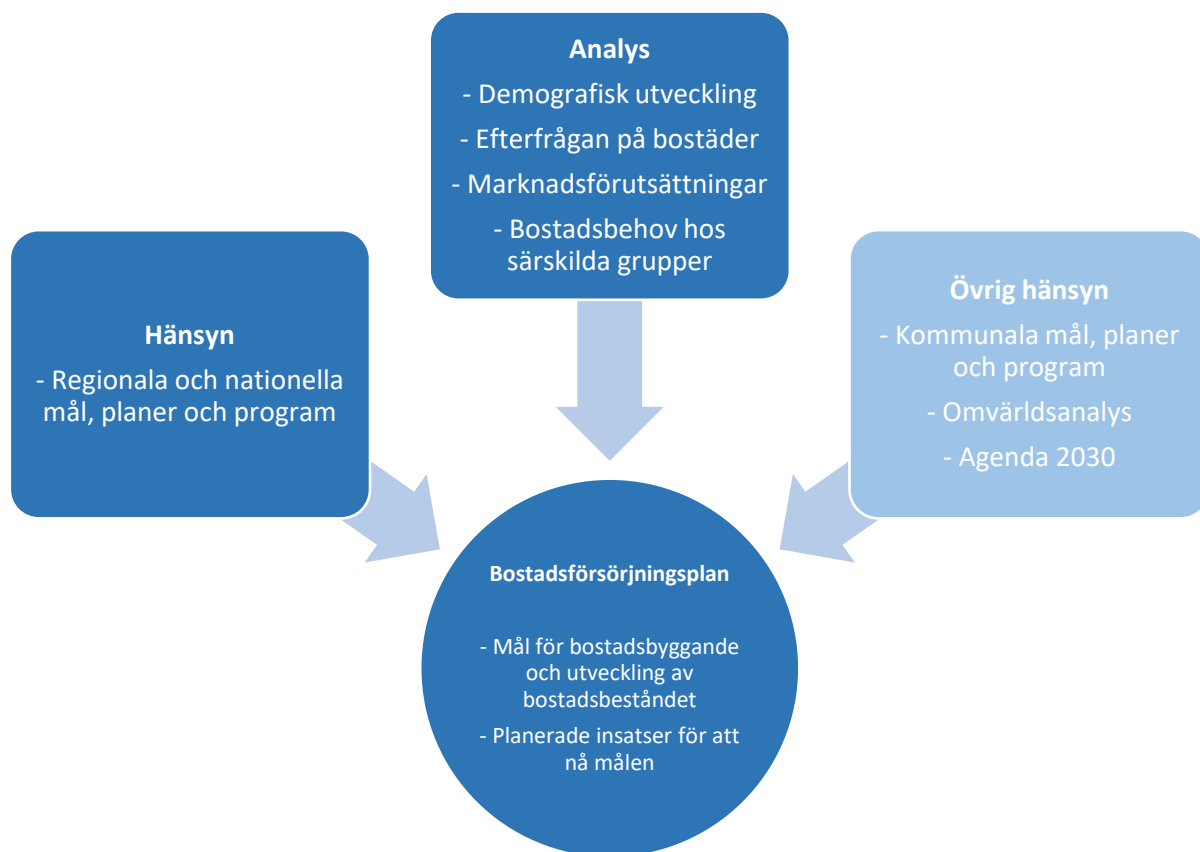 Analys
- Demografisk utveckling
- Efterfrågan på bostäder
- Marknadsförutsättningar
- Bostadsbehov hos
särskilda grupper
Hänsyn
- Regionala och nationella
mål, planer och program
Övrig hänsyn
- Kommunala mål, planer
och program
- Omvärldsanalys
- Agenda 2030
Bostadsförsörjningsplan
- Mål för bostadsbyggande
och utveckling av
bostadsbeståndet
- Planerade insatser för att
nå målen